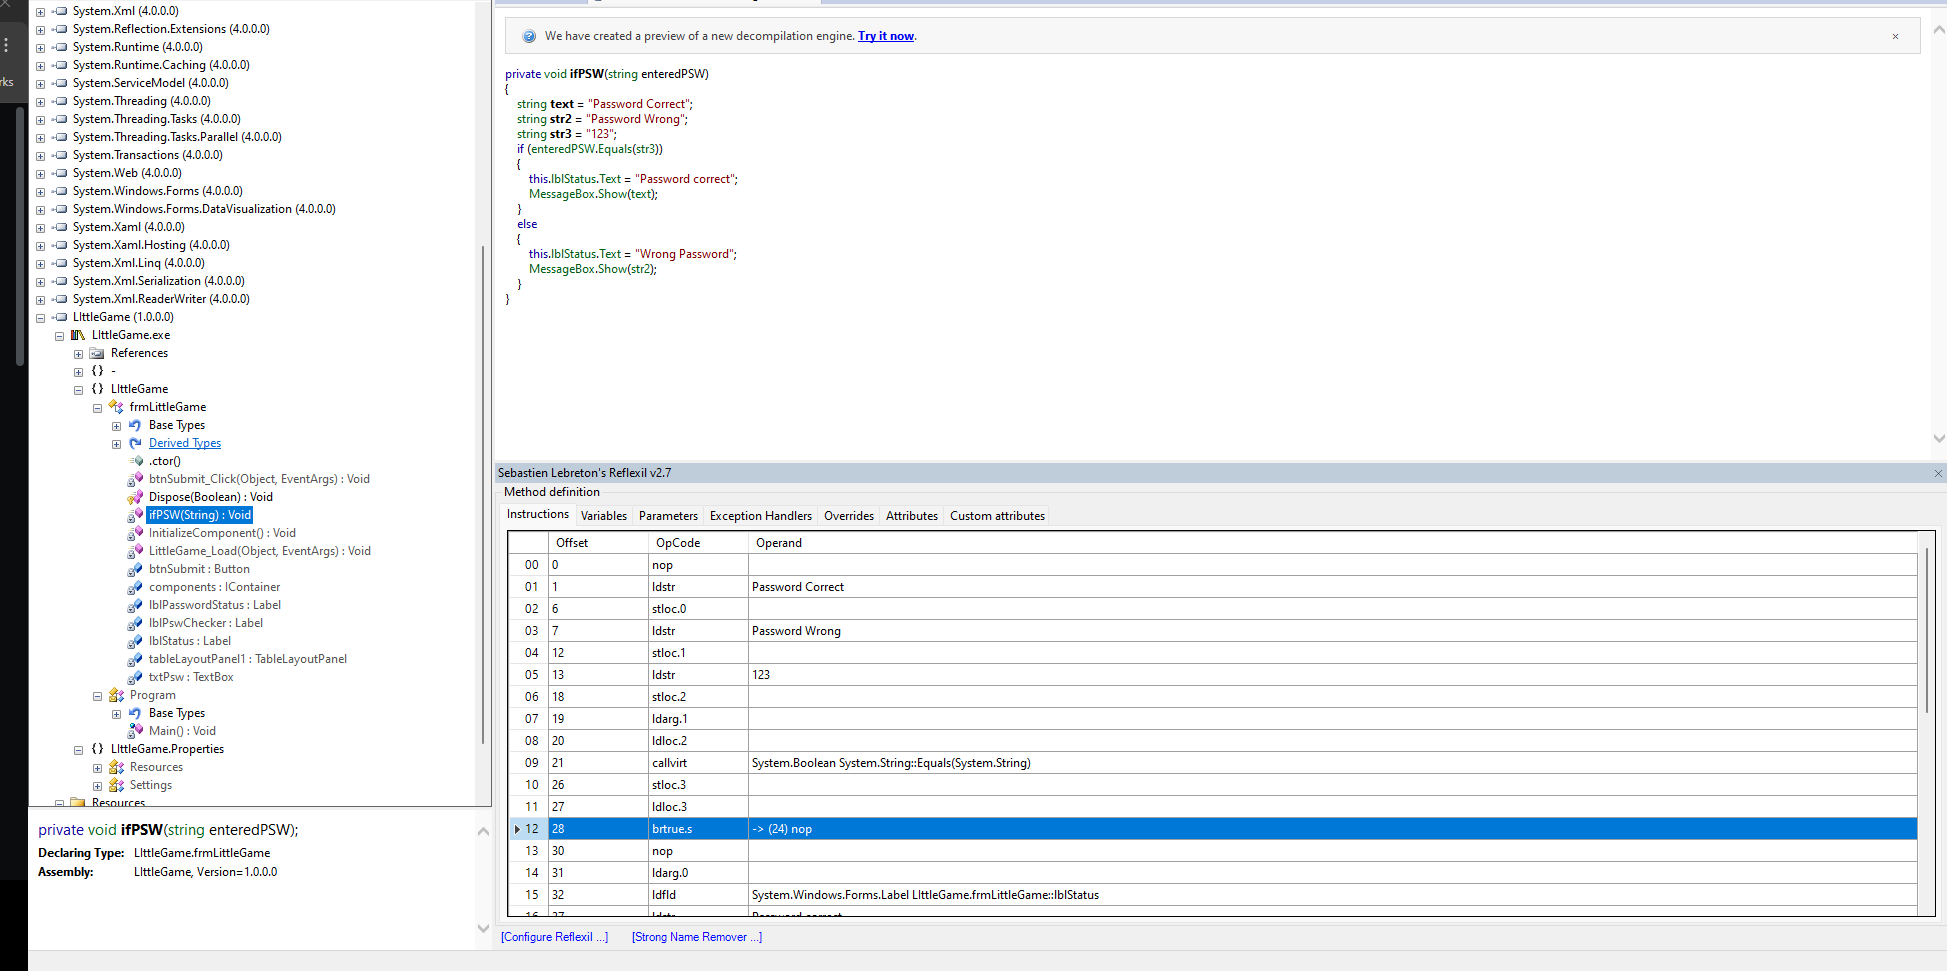 System.Xml (4.0.0.0)
System.Reflection.Extensions (4.0.0.0)
System.Runtime (4.0.0.0)
System.Runtime.Caching (4.0.0.0)
System.ServiceModel (4.0.0.0)
System.Threading (4.0.0.0)
System.Threading.Tasks (4.0.0.0)
System.Threading.Tasks.Parallel (4.0.0.0)
System.Transactions (4.0.0.0)
System.Web (4.0.0.0)
System.Windows.Forms (4.0.0.0)
System.Windows.Forms.DataVisualization (4.0.0.0)
System.Xaml (4.0.0.0)
System.Xaml.Hosting (4.0.0.0)
System.Xml.Linq (4.0.0.0)
System.Xml.Serialization (4.0.0.0)
System.Xml.ReaderWriter (4.0.0.0)
LIttleGame (1.0.0.0)
LIttleGame.exe
References
{} -
{} LIttleGame
frmLittleGame
Base Types
Derived Types
.ctor()
btnSubmit_Click(Object, EventArgs) : Void
Dispose(Boolean) : Void
ifPSW(String) : Void
InitializeComponent() : Void
LittleGame_Load(Object, EventArgs) : Void
btnSubmit : Button
components : IContainer
lblPasswordStatus : Label
lblPswChecker : Label
lblStatus : Label
tableLayoutPanel1 : TableLayoutPanel
txtPsw : TextBox
Program
Base Types
Main() : Void
{} LIttleGame.Properties
Resources
Settings
Resources
rks
private void ifPSW(string enteredPSW);
Declaring Type: LIttleGame.frmLittleGame
Assembly: LIttleGame, Version=1.0.0.0
We have created a preview of a new decompilation engine. Try it now.
private void ifPSW(string enteredPSW)
{
string text = "Password Correct";
string str2 = "Password Wrong";
string str3 = "123";
if (enteredPSW.Equals(str3))
{
this.lblStatus.Text = "Password correct";
MessageBox.Show(text);
}
else
{
this.lblStatus.Text = "Wrong Password";
MessageBox.Show(str2);
}
}
Sebastien Lebreton's Reflexil v2.7
Method definition
Instructions Variables Parameters Exception Handlers Overrides Attributes Custom attributes
Offset OpCode Operand
00 0 nop
01 1 ldstr Password Correct
02 6 stloc.0
03 7 ldstr Password Wrong
04 12 stloc.1
05 13 ldstr 123
06 18 stloc.2
07 19 ldarg.1
08 20 ldloc.2
09 21 callvirt System.Boolean System.String::Equals(System.String)
10 26 stloc.3
11 27 ldloc.3
12 28 brtrue.s -> (24) nop
13 30 nop
14 31 ldarg.0
15 32 ldfld System.Windows.Forms.Label LIttleGame.frmLittleGame::lblStatus
16 37 ldstr Password correct
[Configure Reflexil ...] [Strong Name Remover ...]